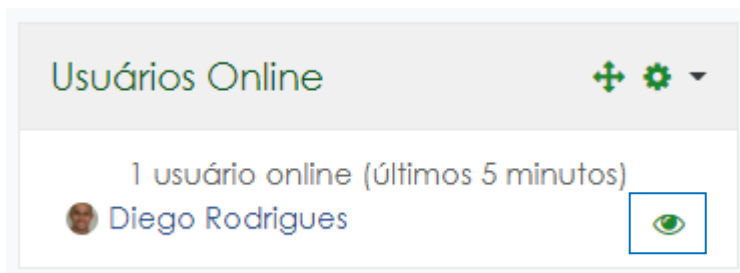 Usuários Online
1 usuário online (últimos 5 minutos)
Diego Rodrigues